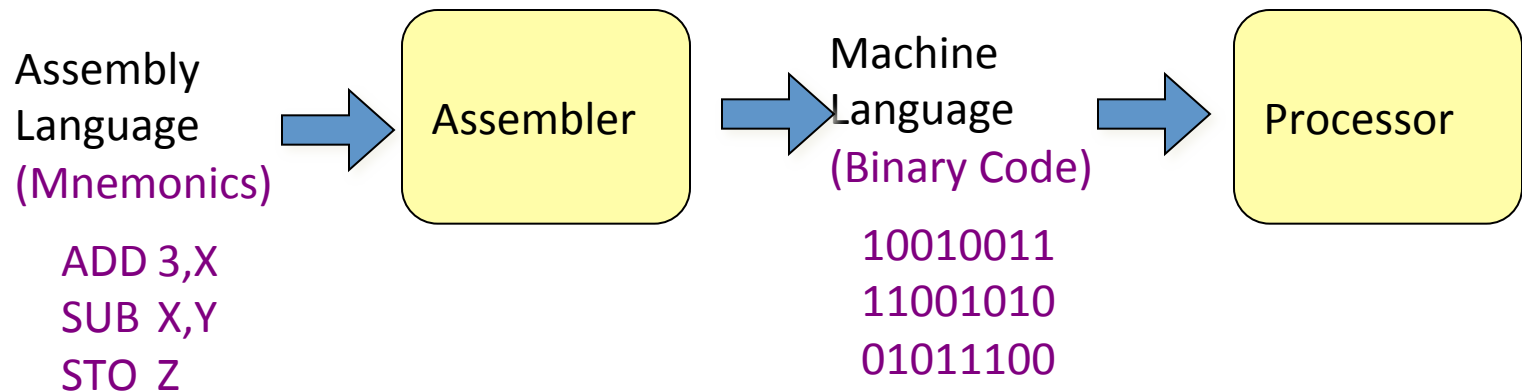 Assembly
Language
(Mnemonics)
ADD 3,X
SUB X,Y
STO Z
Assembler
Machine
Language
(Binary Code)
10010011
11001010
01011100
Processor